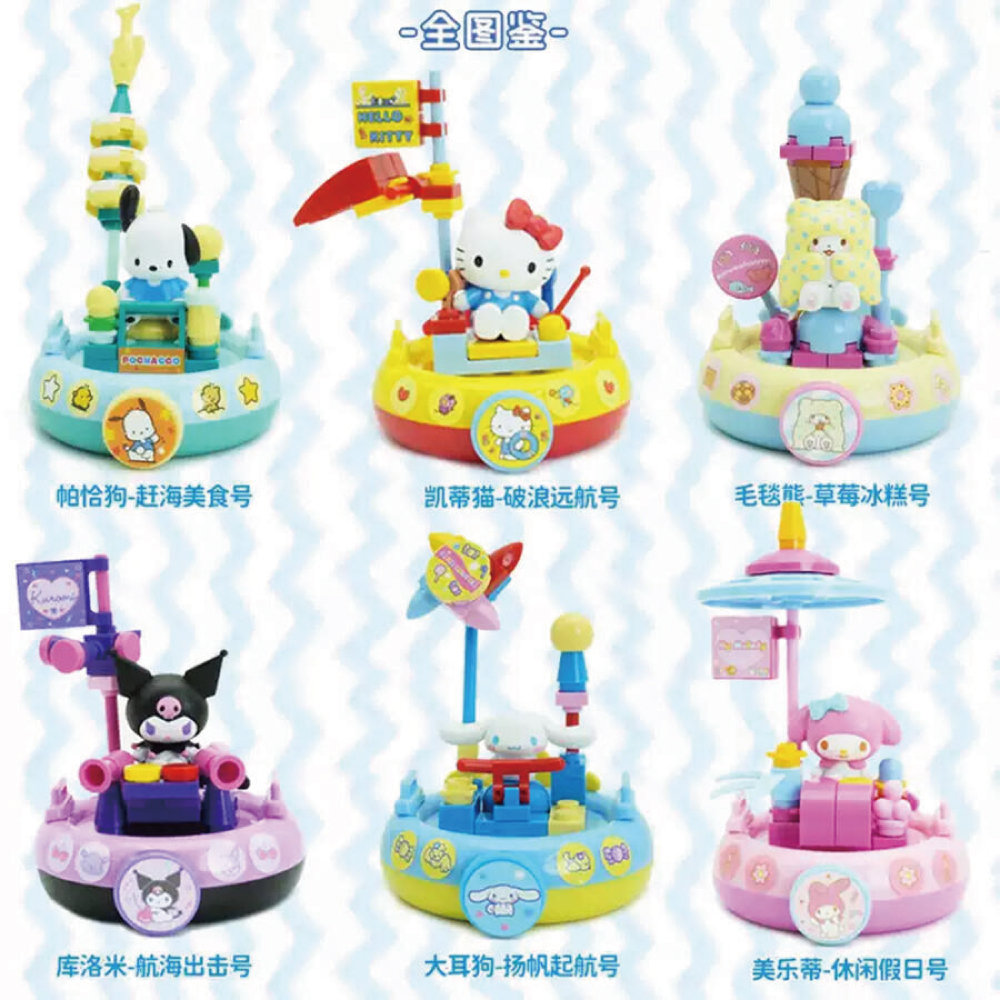 -全图鉴-
HELLO
KITTY
POCHACCO
帕恰狗-赶海美食号
凯蒂猫-破浪远航号
毛毯熊-草莓冰糕号
Kuromi
My Melody
库洛米-航海出击号
大耳狗-扬帆起航号
美乐蒂-休闲假日号